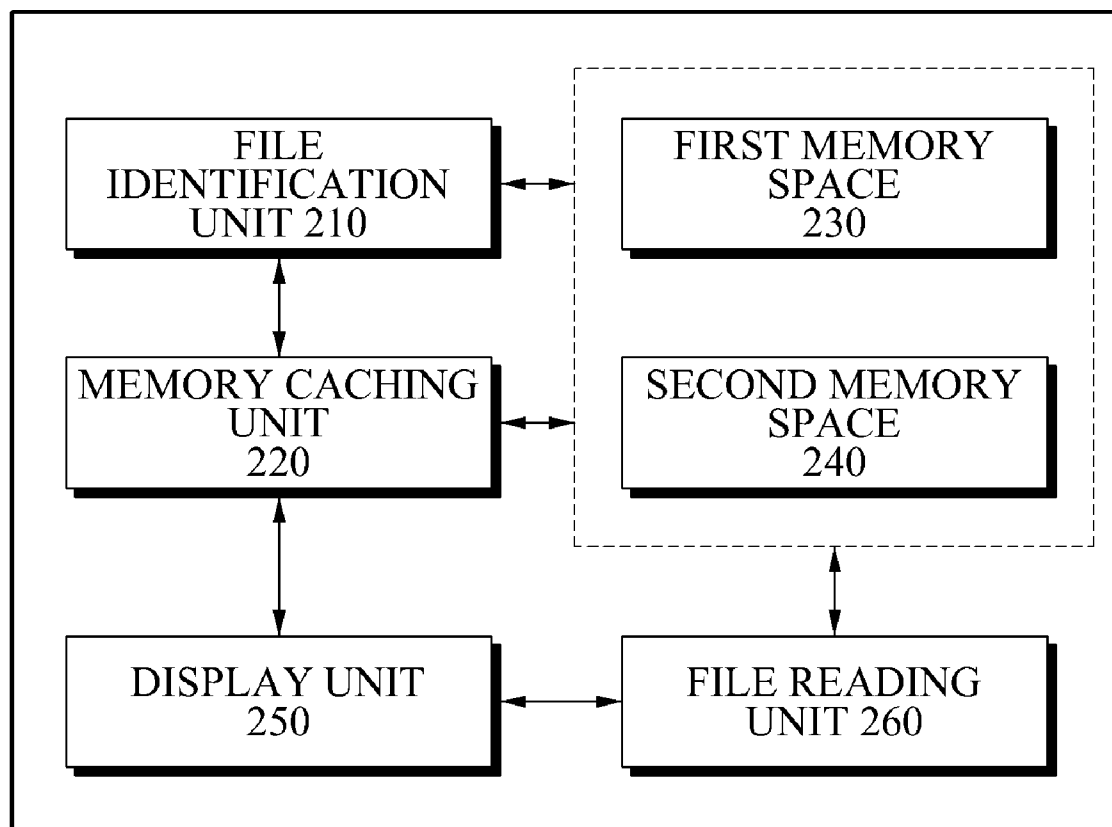 FILE
IDENTIFICATION
UNIT 210
FIRST MEMORY
SPACE
230
MEMORY CACHING
UNIT
220
SECOND MEMORY
SPACE
240
DISPLAY UNIT
250
FILE READING
UNIT 260